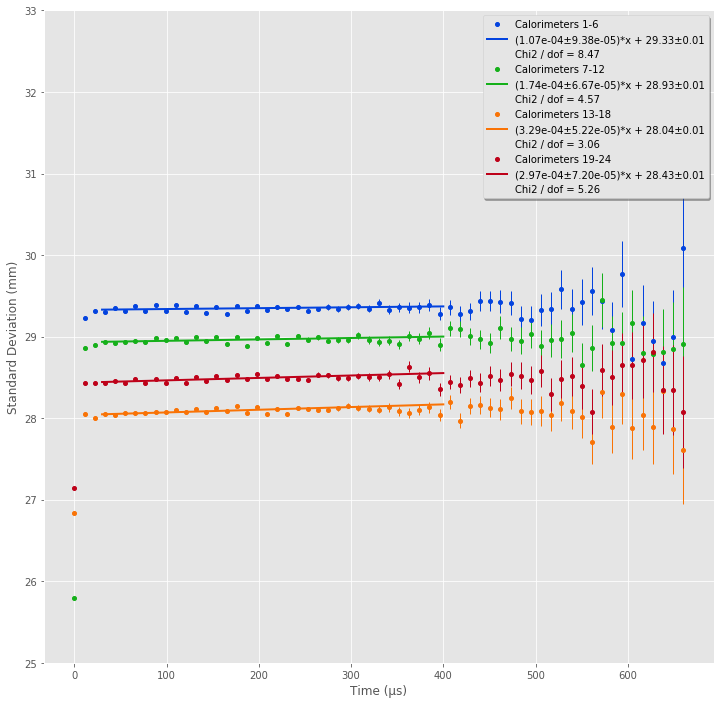 33
32
31
30
29
28
27
26
25
Standard Deviation (mm)
0
100
200
300
400
500
600
Time (µs)
Calorimeters 1-6
(1.07e-04±9.38e-05)*x + 29.33±0.01
Chi2 / dof = 8.47
Calorimeters 7-12
(1.74e-04±6.67e-05)*x + 28.93±0.01
Chi2 / dof = 4.57
Calorimeters 13-18
(3.29e-04±5.22e-05)*x + 28.04±0.01
Chi2 / dof = 3.06
Calorimeters 19-24
(2.97e-04±7.20e-05)*x + 28.43±0.01
Chi2 / dof = 5.26